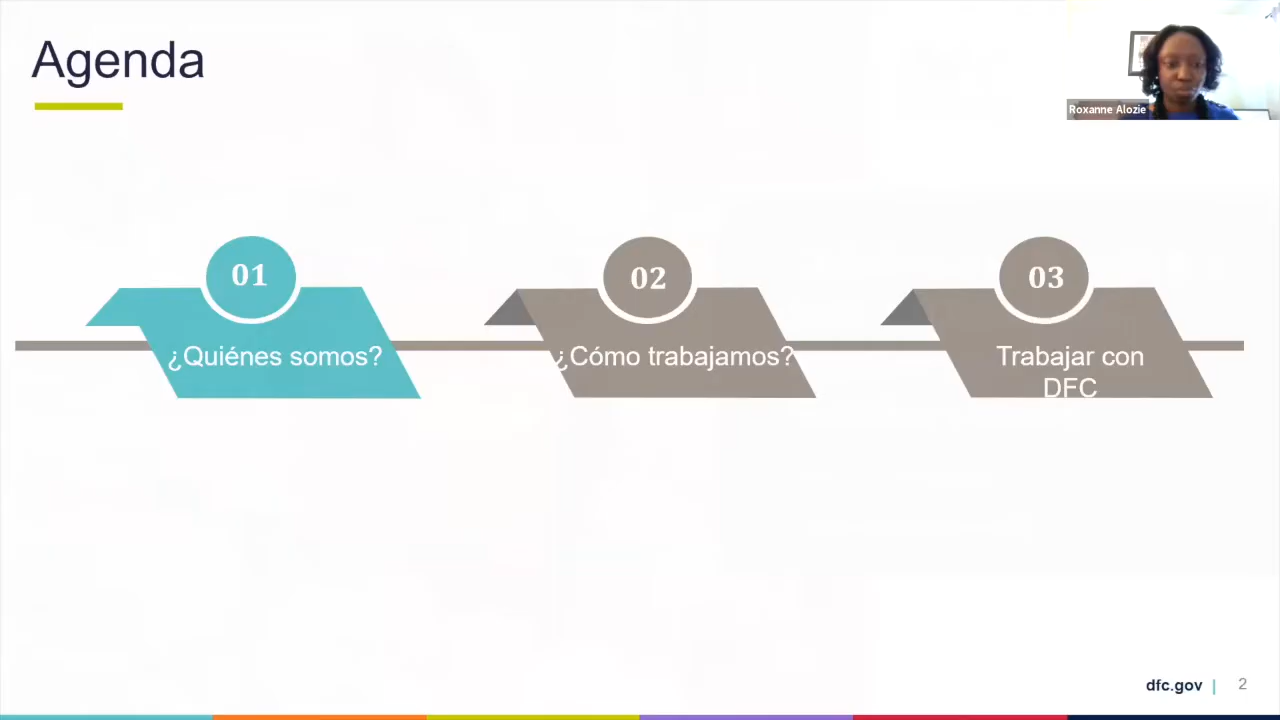 Agenda
Roxanne Alozie
01
¿Quiénes somos?
02
¿Cómo trabajamos?
03
Trabajar con
DFC
dfc.gov | 2